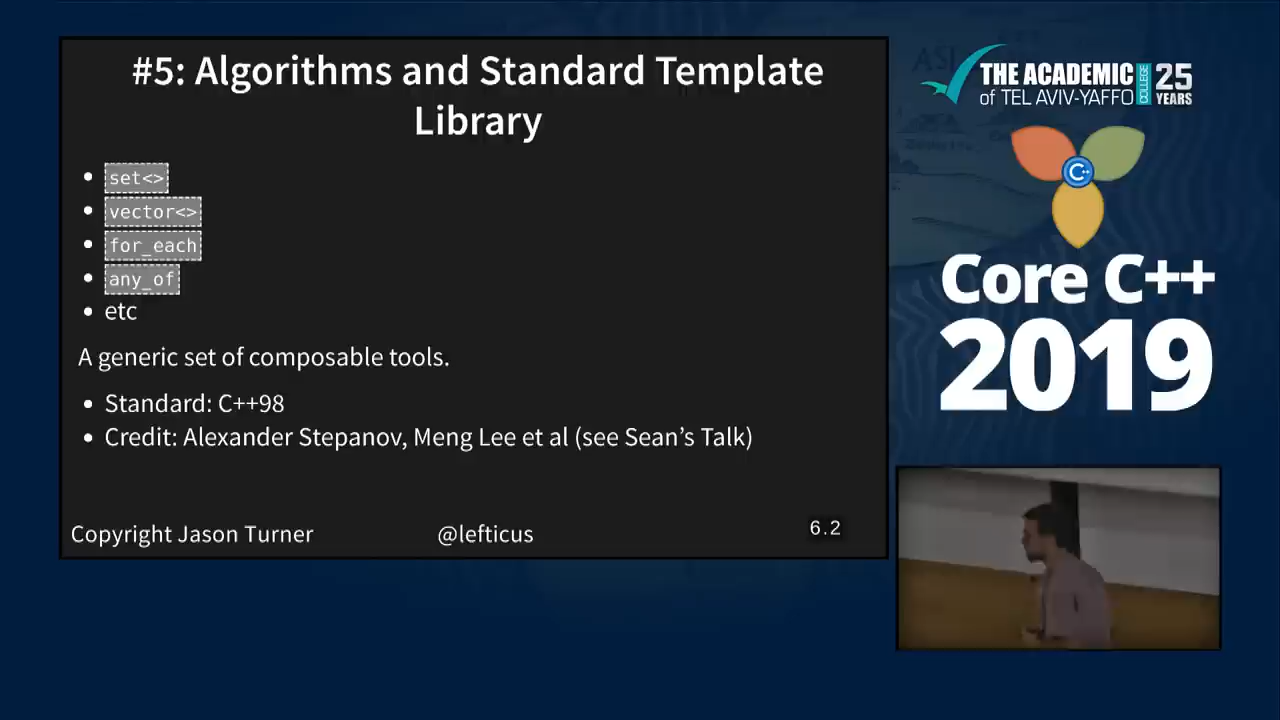 #5: Algorithms and Standard Template
Library
set<>
vector<>
for_each
any_of
etc
A generic set of composable tools.
Standard: C++98
Credit: Alexander Stepanov, Meng Lee et al (see Sean’s Talk)
Copyright Jason Turner
@lefticus
6.2
THE ACADEMIC
COLLEGE
of TEL AVIV-YAFFO
25
YEARS
C++
Core C++
2019